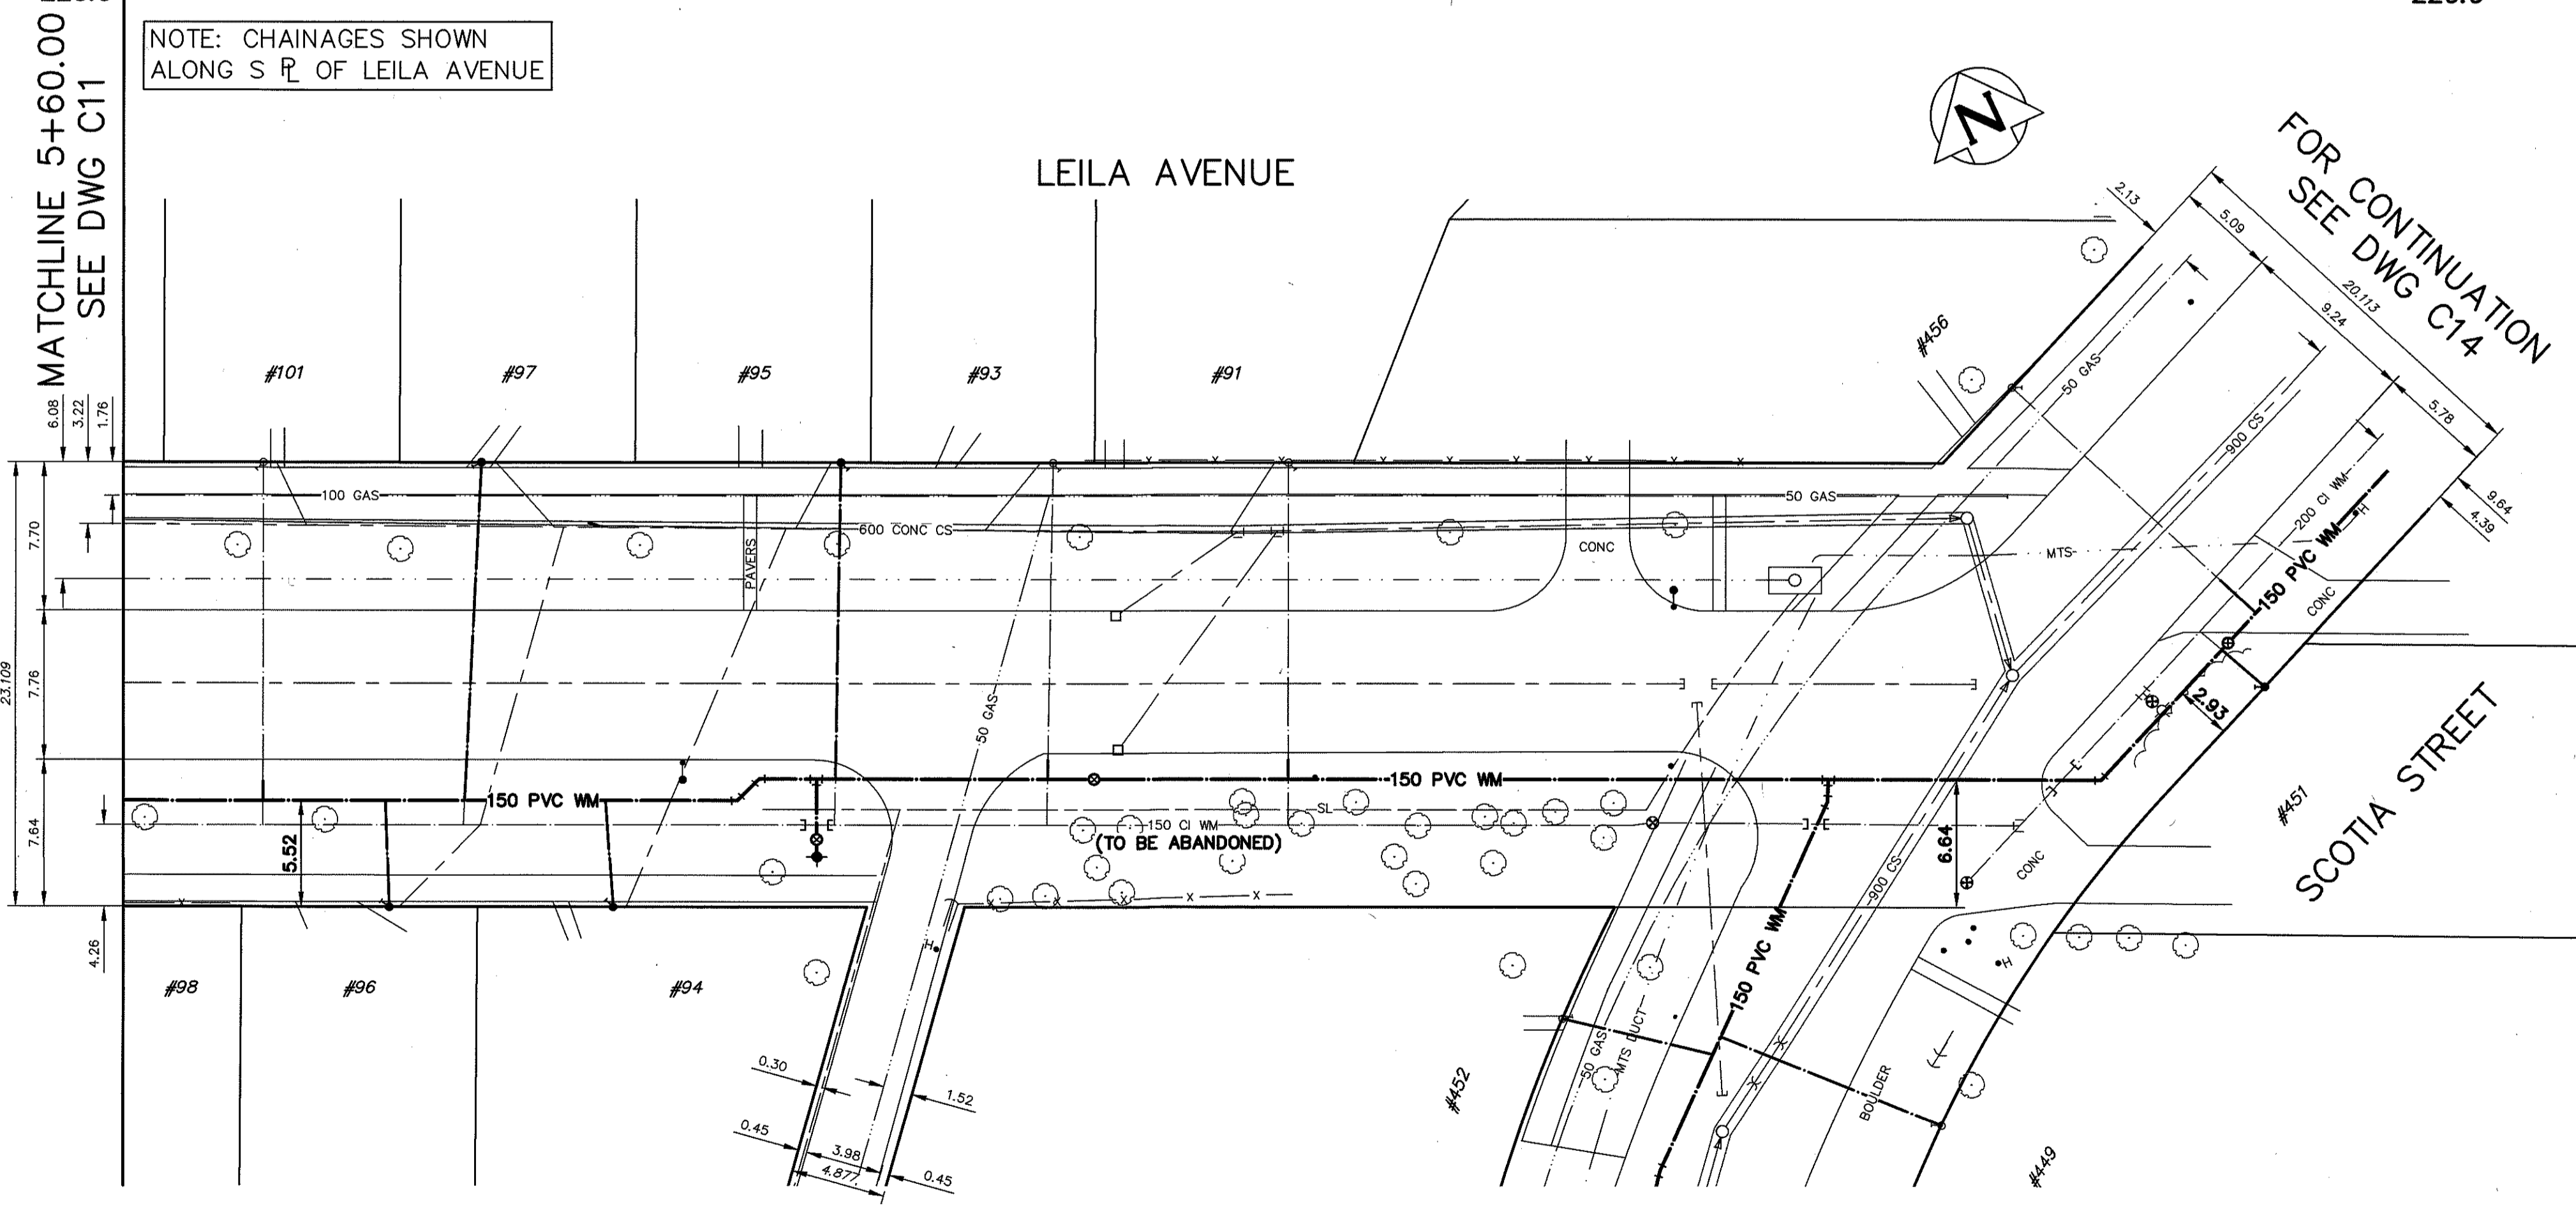 MATCHLINE 5+60.00
SEE DWG C11
NOTE: CHAINAGES SHOWN
ALONG S PL OF LEILA AVENUE
LEILA AVENUE
N
FOR CONTINUATION
SEE DWG C14
2.13
5.09
20.113
9.24
5.78
9.64
4.39
#101
#97
#95
#93
#91
#456
6.08
3.22
1.76
100 GAS
50 GAS
50 GAS
900 CS
200 CI WM
H
150 PVC WM
600 CONC CS
CONC
PAVERS
MTS
CONC
7.70
23.109
7.76
7.64
50 GAS
2.93
150 PVC WM
150 PVC WM
SL
150 CI WM
(TO BE ABANDONED)
5.52
6.64
CONC
900 CS
#451
SCOTIA STREET
4.26
H
H
150 PVC WM
#98
#96
#94
50 GAS
MTS DUCT
#452
BOULDER
#449
0.30
1.52
0.45
3.98
4.877
0.45